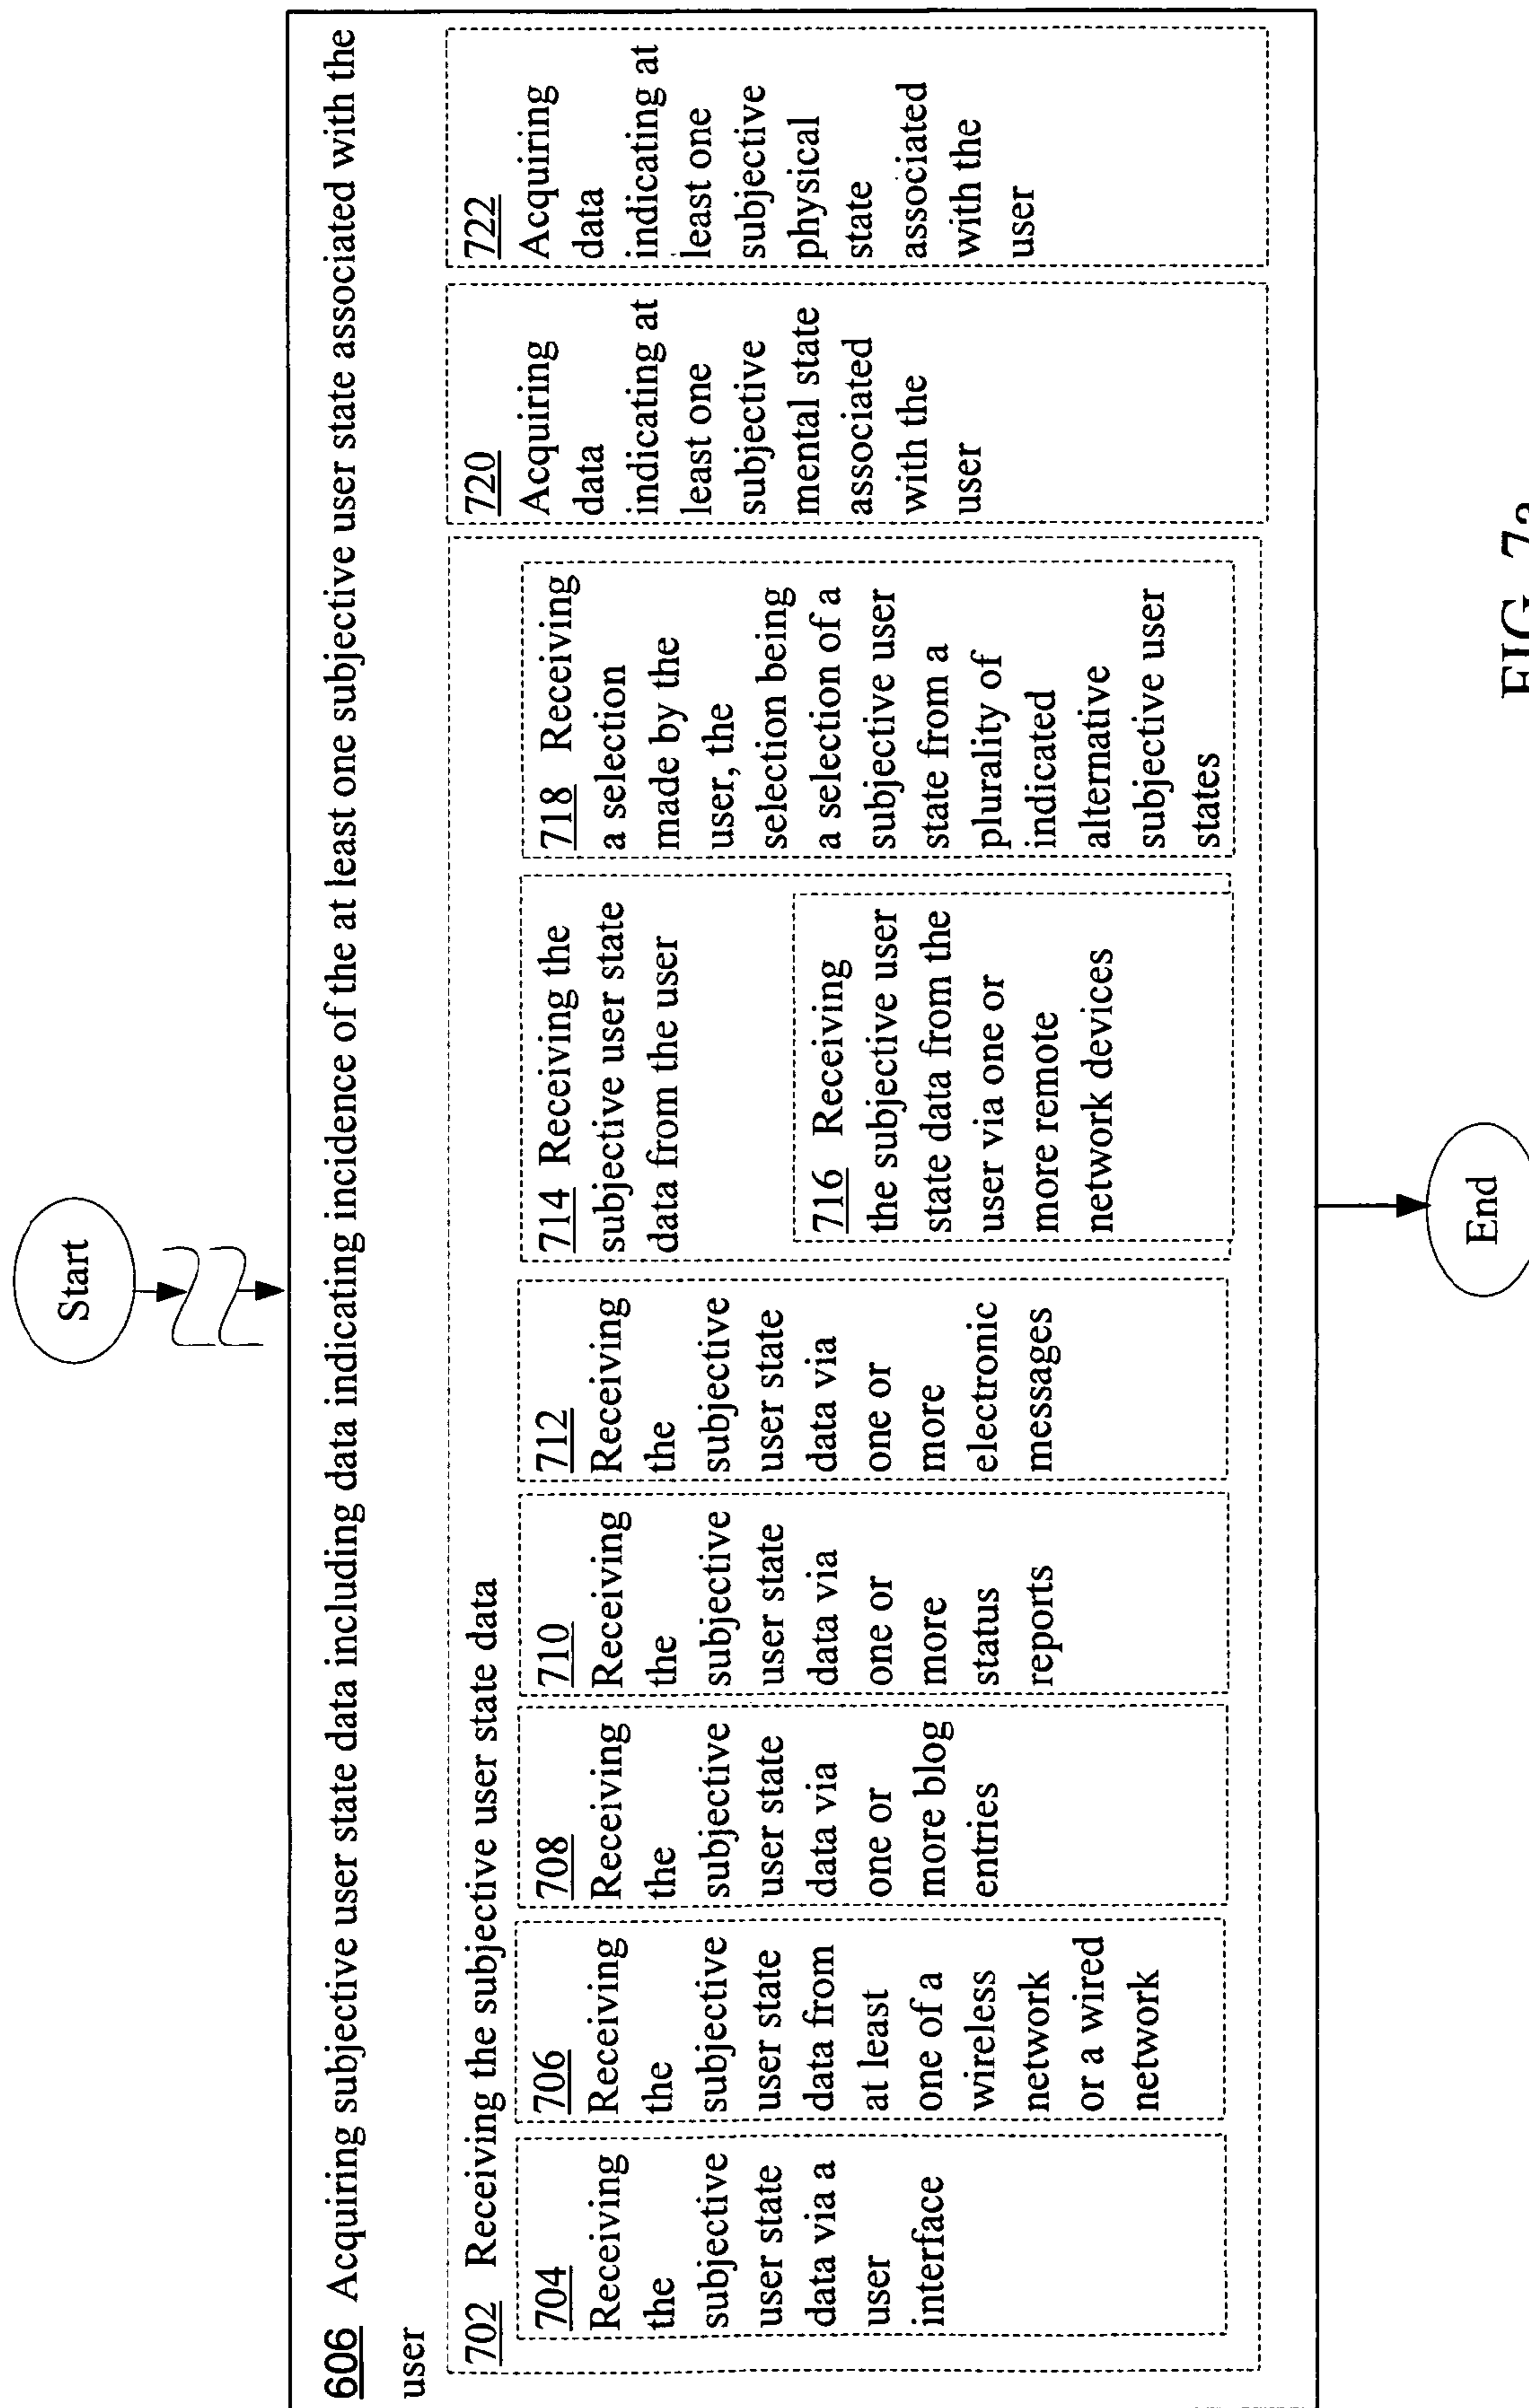 Start
606 Acquiring subjective user state data including data indicating incidence of the at least one subjective user state associated with the
user
702 Receiving the subjective user state data
704
Receiving
the
subjective
user state
data via a
user
interface
706
Receiving
the
subjective
user state
data from
at least
one of a
wireless
network
or a wired
network
708
Receiving
the
subjective
user state
data via
one or
more blog
entries
710
Receiving
the
subjective
user state
data via
one or
more
status
reports
712
Receiving
the
subjective
user state
data via
one or
more
electronic
messages
714 Receiving the
subjective user state
data from the user
716 Receiving
the subjective user
state data from the
user via one or
more remote
network devices
718 Receiving
a selection
made by the
user, the
selection being
a selection of a
subjective user
state from a
plurality of
indicated
alternative
subjective user
states
720
Acquiring
data
indicating at
least one
subjective
mental state
associated
with the
user
722
Acquiring
data
indicating at
least one
subjective
physical
state
associated
with the
user
End
FIG. 7a